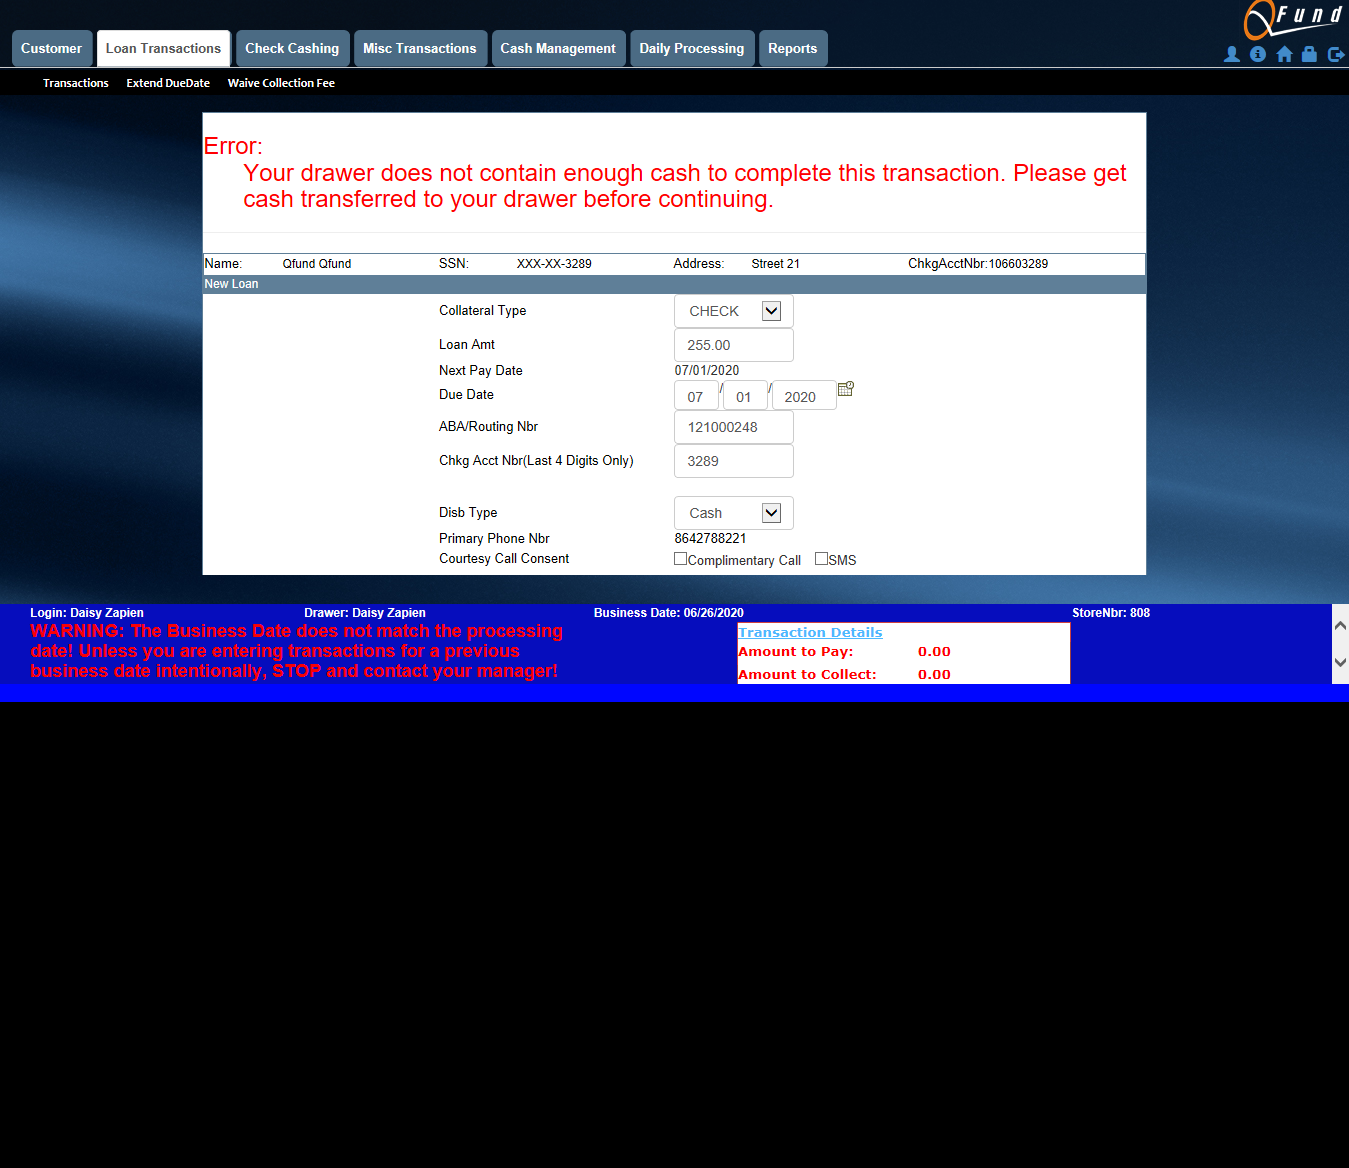 QFund
Customer Loan Transactions Check Cashing Misc Transactions Cash Management Daily Processing Reports
Transactions Extend DueDate Waive Collection Fee
Error:
Your drawer does not contain enough cash to complete this transaction. Please get
cash transferred to your drawer before continuing.
Name: Qfund Qfund SSN: XXX-XX-3289 Address: Street 21 ChkgAcctNbr:106603289
New Loan
Collateral Type CHECK
Loan Amt 255.00
Next Pay Date 07/01/2020
Due Date 07 / 01 / 2020
ABA/Routing Nbr 121000248
Chkg Acct Nbr(Last 4 Digits Only) 3289
Disb Type Cash
Primary Phone Nbr 8642788221
Courtesy Call Consent Complimentary Call SMS
Login: Daisy Zapien Drawer: Daisy Zapien Business Date: 06/26/2020 StoreNbr: 808
WARNING: The Business Date does not match the processing
date! Unless you are entering transactions for a previous
business date intentionally, STOP and contact your manager!
Transaction Details
Amount to Pay: 0.00
Amount to Collect: 0.00